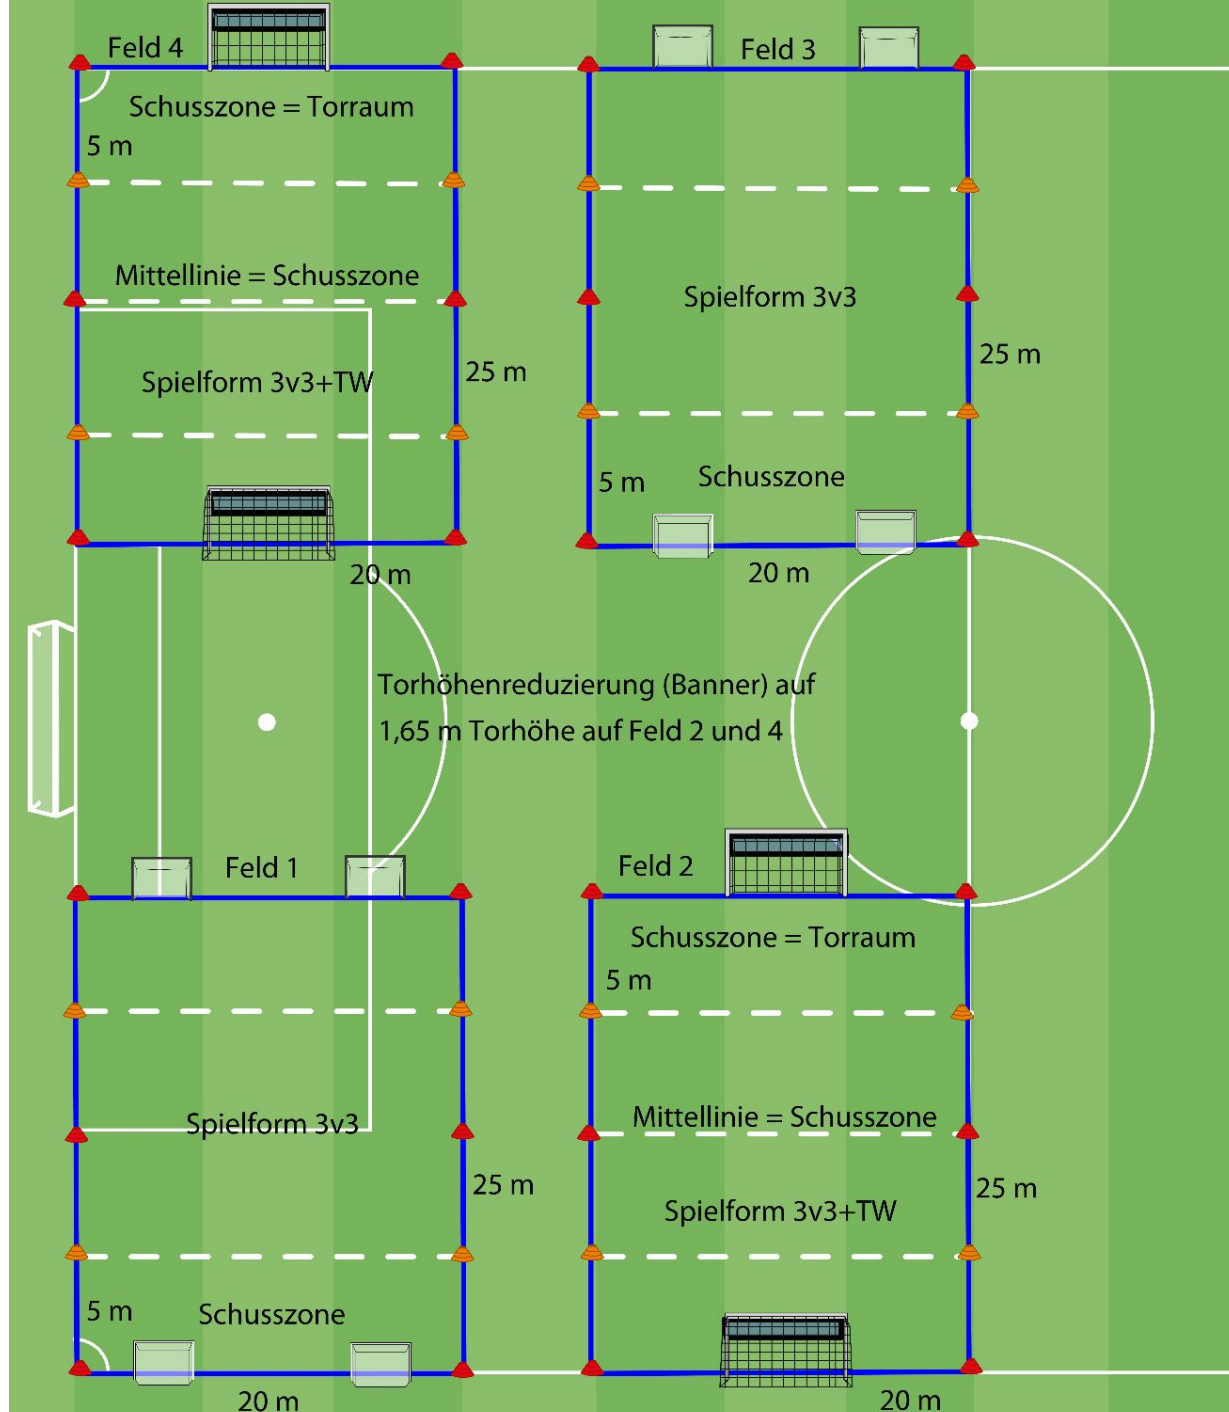 Feld 4
Schusszone = Torraum
5 m
Mittellinie = Schusszone
Spielform 3v3+TW
25 m
20 m
Feld 3
Spielform 3v3
25 m
5 m
Schusszone
20 m
Torhöhenreduzierung (Banner) auf
1,65 m Torhöhe auf Feld 2 und 4
Feld 1
Spielform 3v3
25 m
5 m
Schusszone
20 m
Feld 2
Schusszone = Torraum
5 m
Mittellinie = Schusszone
25 m
Spielform 3v3+TW
20 m